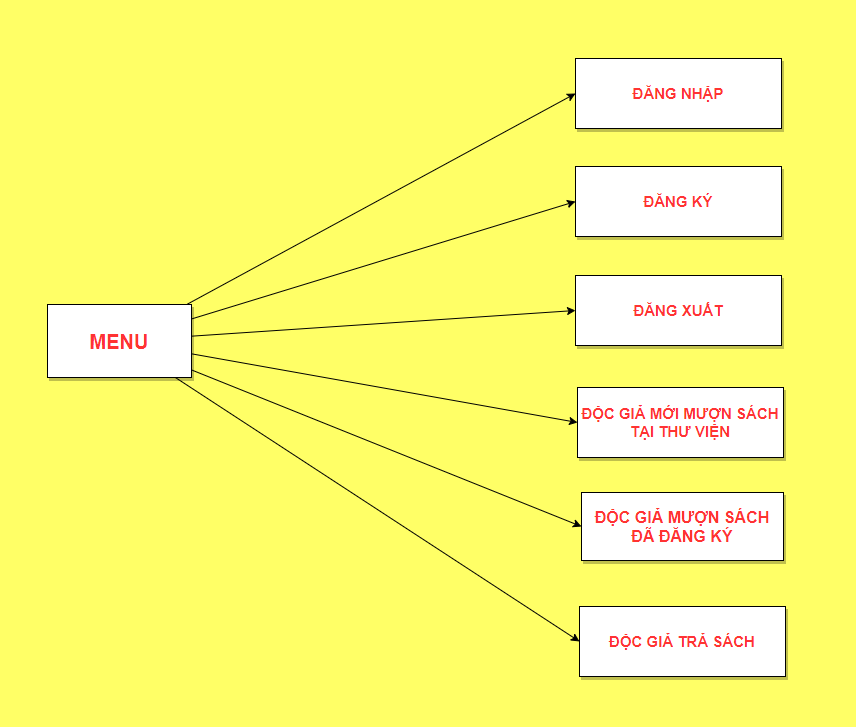 ĐĂNG NHẬP
ĐĂNG KÝ
ĐĂNG XUẤT
MENU
ĐỘC GIẢ MỚI MƯỢN SÁCH
TẠI THƯ VIỆN
ĐỘC GIẢ MƯỢN SÁCH
ĐÃ ĐĂNG KÝ
ĐỘC GIẢ TRẢ SÁCH